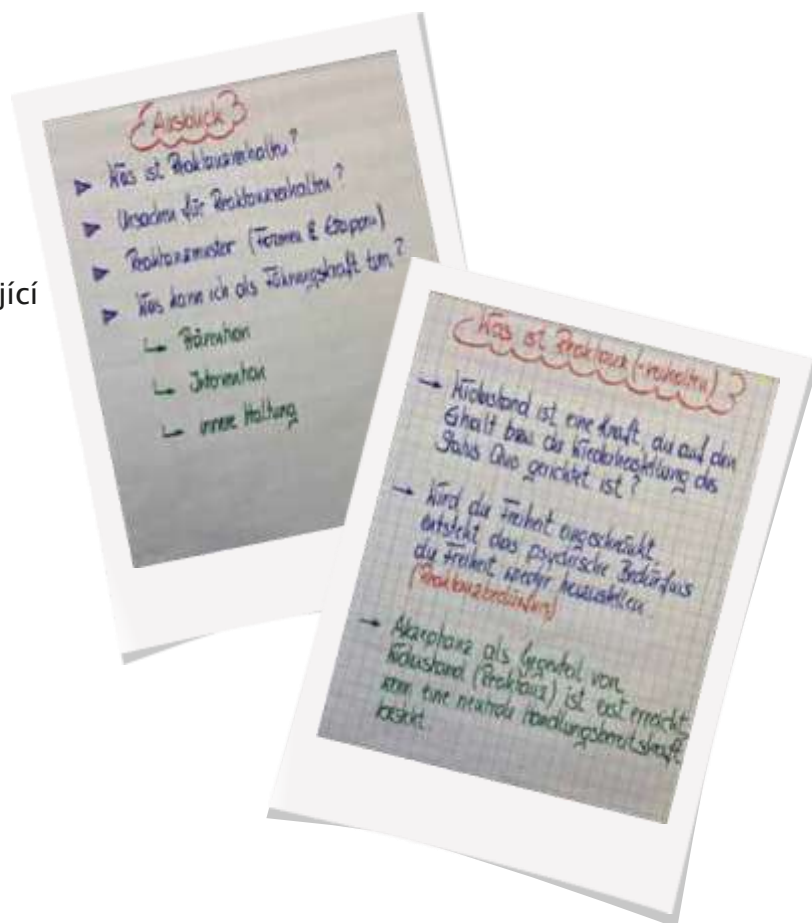 jící
Ausblick
➤ Was ist Reaktanzverhalten?
➤ Ursachen für Reaktanzverhalten?
➤ Reaktanzmuster (Formen & Etappen)
➤ Was kann ich als Führungskraft tun?
↳ Prävention
↳ Intervention
↳ innere Haltung
Was ist Reaktanz(-verhalten)?
→ Widerstand ist eine Kraft, die auf den
Erhalt bzw. die Wiederherstellung des
Status Quo gerichtet ist?
→ Wird die Freiheit eingeschränkt
entsteht das psychische Bedürfnis
die Freiheit wieder herzustellen.
(Reaktanzbedürfnis)
→ Akzeptanz als Gegenteil von
Widerstand (Reaktanz) ist erst erreicht,
wenn eine neutrale Handlungsbereitschaft
besteht.